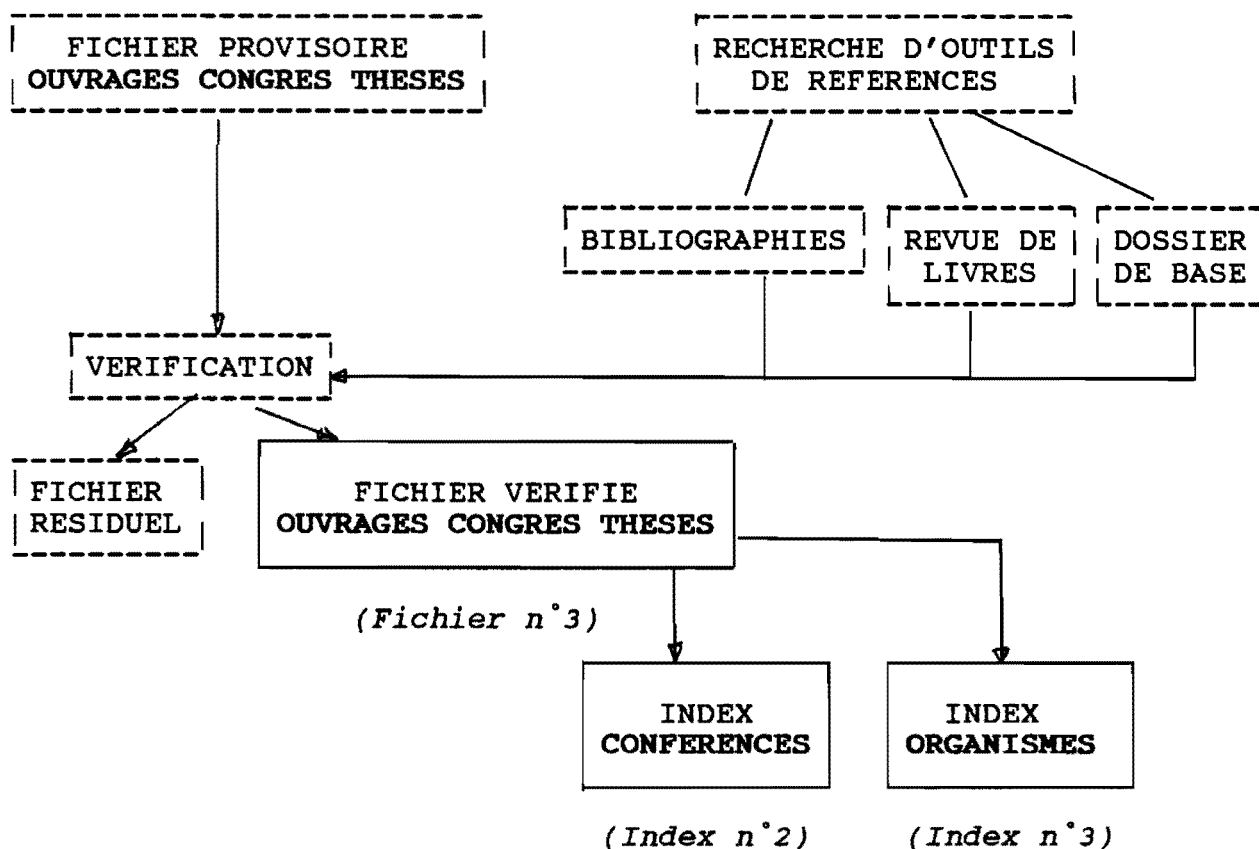 FICHIER PROVISOIRE
OUVRAGES CONGRES THESES
RECHERCHE D'OUTILS
DE REFERENCES
BIBLIOGRAPHIES
REVUE DE
LIVRES
DOSSIER
DE BASE
VERIFICATION
FICHIER
RESIDUEL
FICHIER VERIFIE
OUVRAGES CONGRES THESES
(Fichier n°3)
INDEX
CONFERENCES
INDEX
ORGANISMES
(Index n°2)
(Index n°3)